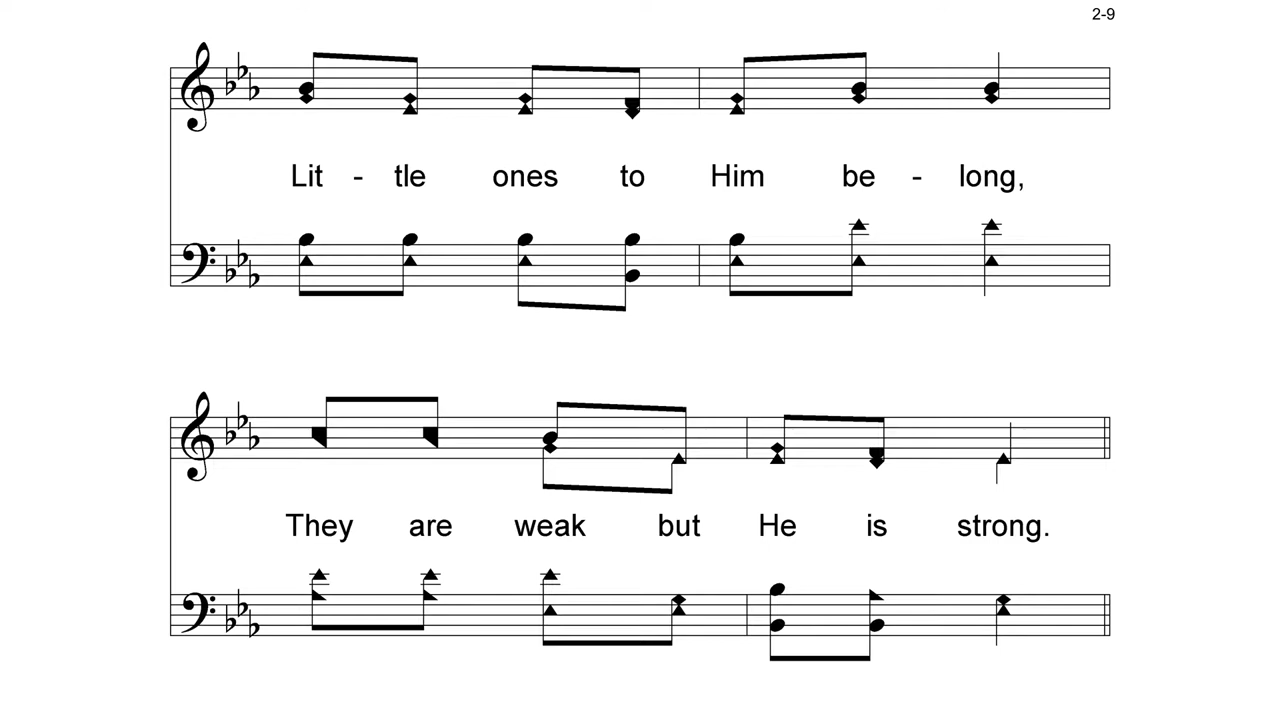 2-9
Lit - tle ones to Him be - long,
They are weak but He is strong.